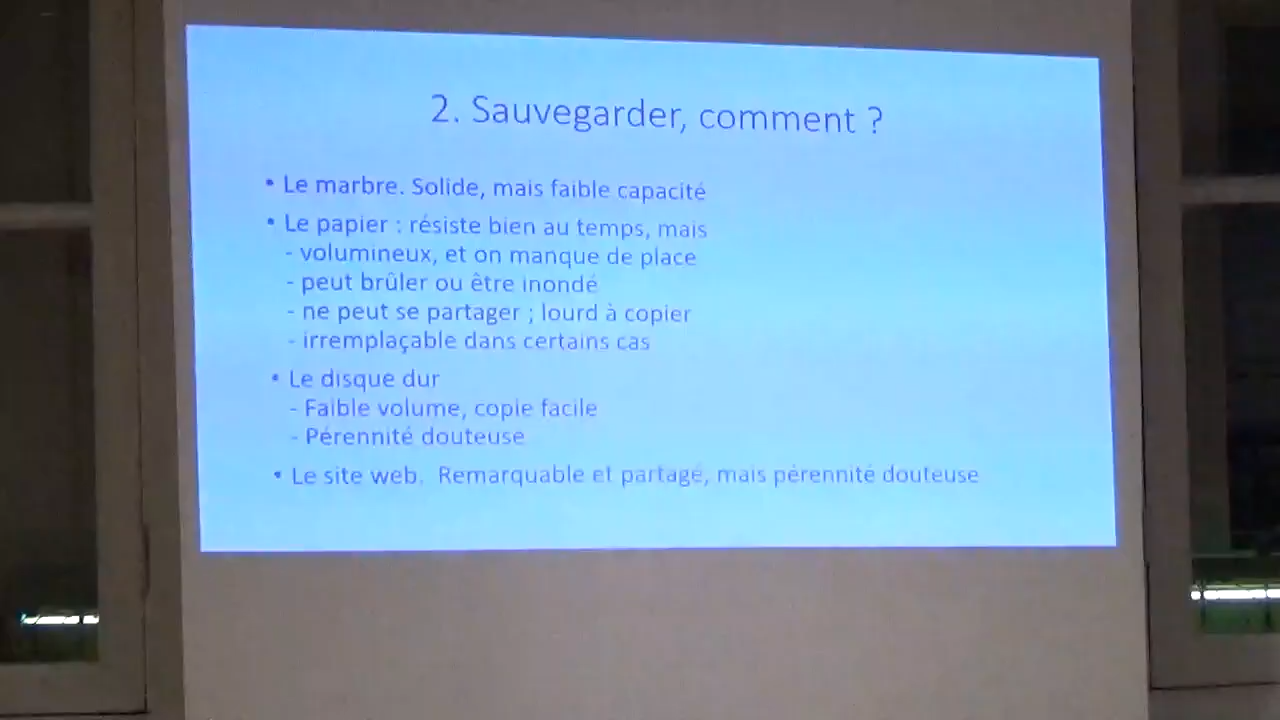 2. Sauvegarder, comment ?
• Le marbre. Solide, mais faible capacité
• Le papier : résiste bien au temps, mais
- volumineux, et on manque de place
- peut brûler ou être inondé
- ne peut se partager ; lourd à copier
- irremplaçable dans certains cas
• Le disque dur
- Faible volume, copie facile
- Pérennité douteuse
• Le site web. Remarquable et partagé, mais pérennité douteuse